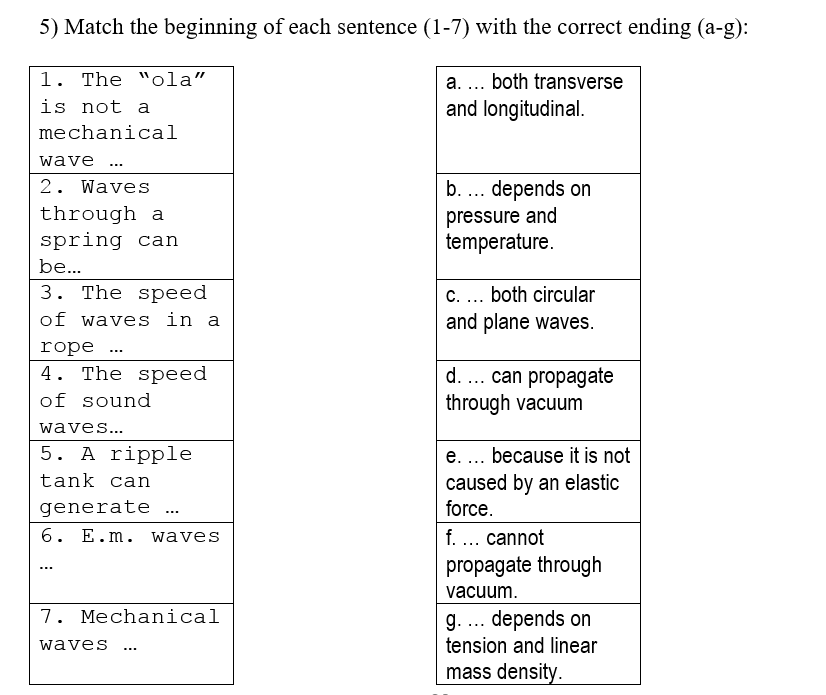 5) Match the beginning of each sentence (1-7) with the correct ending (a-g):
1. The “ola”
is not a
mechanical
wave …
2. Waves
through a
spring can
be…
3. The speed
of waves in a
rope …
4. The speed
of sound
waves…
5. A ripple
tank can
generate …
6. E.m. waves
…
7. Mechanical
waves …
a. … both transverse
and longitudinal.
b. … depends on
pressure and
temperature.
c. … both circular
and plane waves.
d. … can propagate
through vacuum
e. … because it is not
caused by an elastic
force.
f. … cannot
propagate through
vacuum.
g. … depends on
tension and linear
mass density.